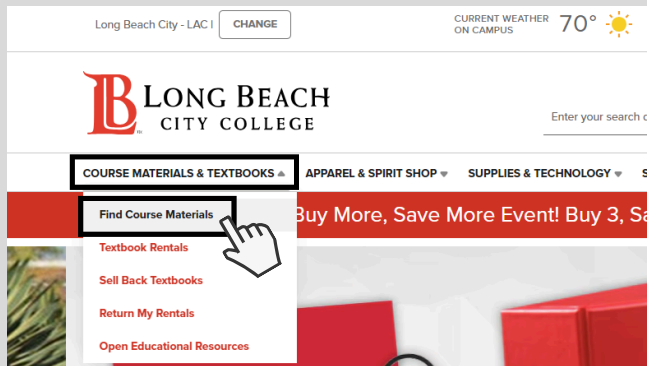 Long Beach City - LAC |
CHANGE
CURRENT WEATHER
ON CAMPUS
70°
LB
LONG BEACH
CITY COLLEGE
Enter your search
COURSE MATERIALS & TEXTBOOKS
APPAREL & SPIRIT SHOP
SUPPLIES & TECHNOLOGY
S
Find Course Materials
Buy More, Save More Event! Buy 3, Sa
Textbook Rentals
Sell Back Textbooks
Return My Rentals
Open Educational Resources